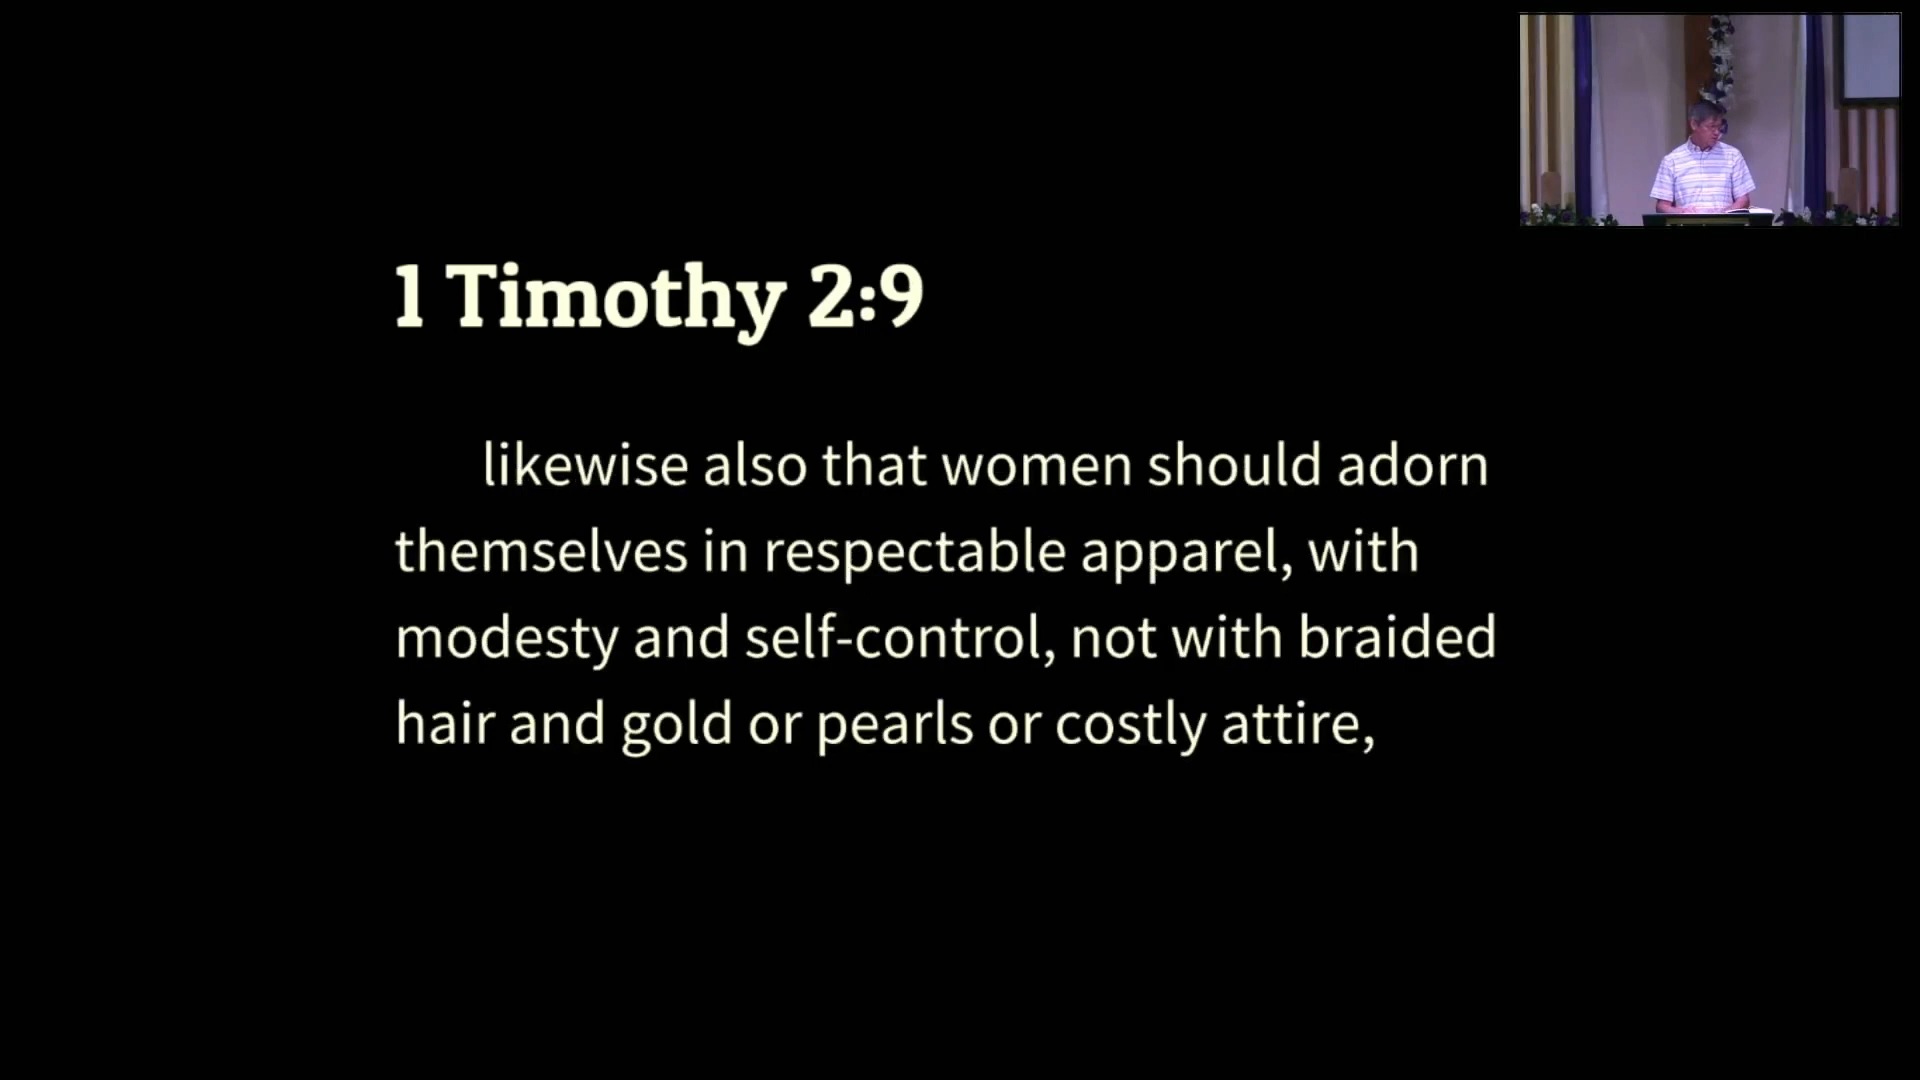 1 Timothy 2:9
likewise also that women should adorn
themselves in respectable apparel, with
modesty and self-control, not with braided
hair and gold or pearls or costly attire,